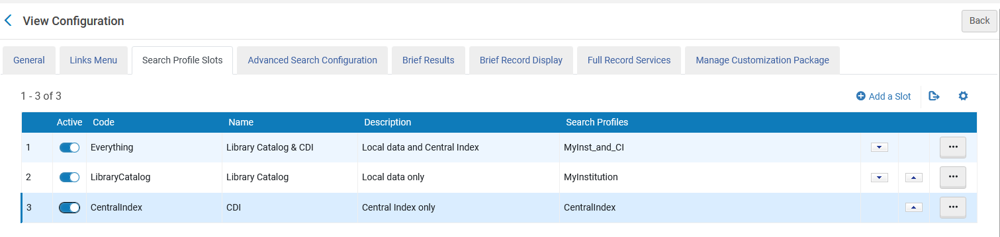 View Configuration
Back
General Links Menu Search Profile Slots Advanced Search Configuration Brief Results Brief Record Display Full Record Services Manage Customization Package
1 - 3 of 3
Add a Slot
Active Code Name Description Search Profiles
1 Everything Library Catalog & CDI Local data and Central Index MyInst_and_CI
2 LibraryCatalog Library Catalog Local data only MyInstitution
3 CentralIndex CDI Central Index only CentralIndex